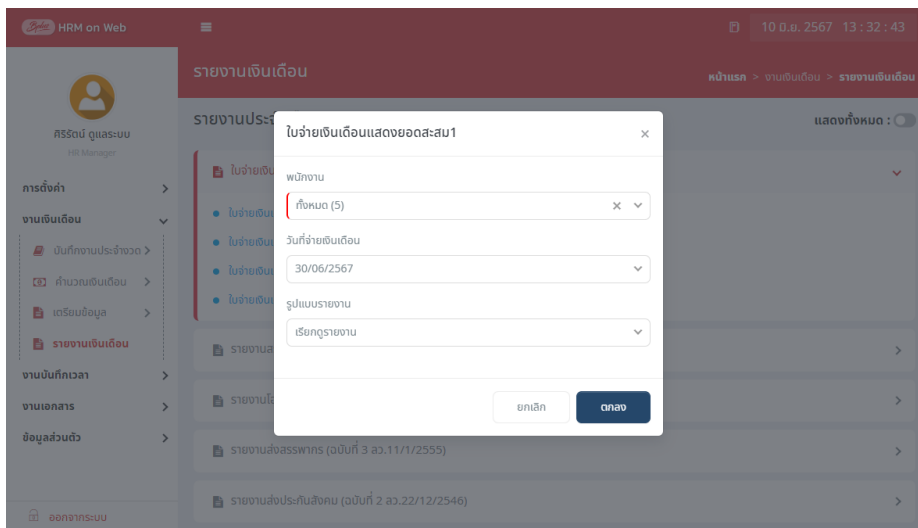 HRM on Web
10 มิ.ย. 2567 13 : 32 : 43
รายงานเงินเดือน
หน้าแรก > งานเงินเดือน > รายงานเงินเดือน
ศิริรัตน์ ดูแลระบบ
HR Manager
แสดงทั้งหมด :
ใบจ่ายเงินเดือนแสดงยอดสะสม1
×
พนักงาน
ทั้งหมด (5)
วันที่จ่ายเงินเดือน
30/06/2567
รูปแบบรายงาน
เรียกดูรายงาน
ยกเลิก
ตกลง
การตั้งค่า
งานเงินเดือน
บันทึกงานประจำงวด
คำนวณเงินเดือน
เตรียมข้อมูล
รายงานเงินเดือน
งานบันทึกเวลา
งานเอกสาร
ข้อมูลส่วนตัว
ออกจากระบบ
รายงานส่งสรรพากร (ฉบับที่ 3 ลว.11/1/2555)
รายงานส่งประกันสังคม (ฉบับที่ 2 ลว.22/12/2546)